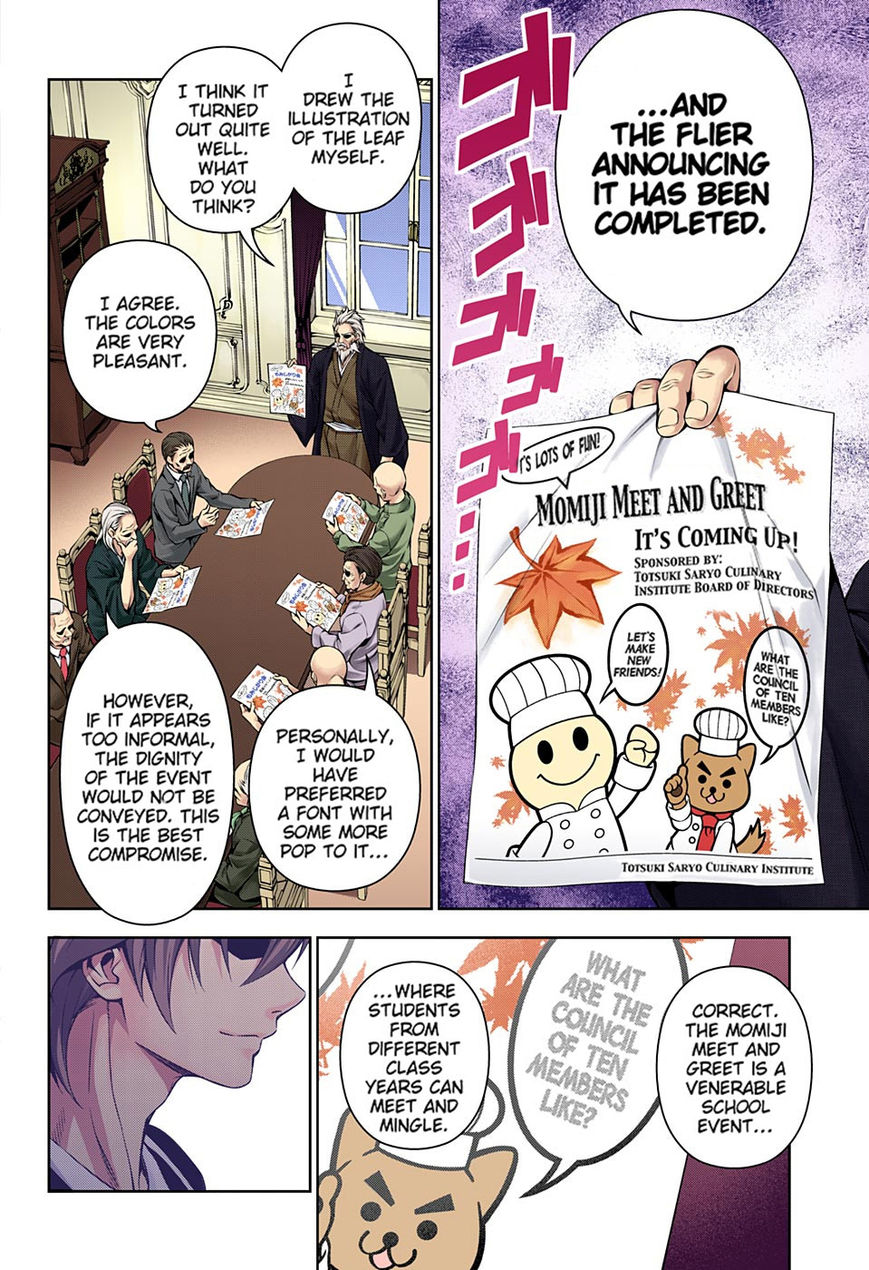 ...AND
THE FLIER
ANNOUNCING
IT HAS BEEN
COMPLETED.
IT'S LOTS OF FUN!
MOMIJI MEET AND GREET
IT'S COMING UP!
SPONSORED BY:
TOTSUKI SARYO CULINARY
INSTITUTE BOARD OF DIRECTORS
LET'S
MAKE
NEW
FRIENDS!
WHAT
ARE THE
COUNCIL
OF TEN
MEMBERS
LIKE?
TOTSUKI SARYO CULINARY INSTITUTE
I
DREW THE
ILLUSTRATION
OF THE LEAF
MYSELF.
I THINK IT
TURNED
OUT QUITE
WELL.
WHAT
DO YOU
THINK?
I AGREE.
THE COLORS
ARE VERY
PLEASANT.
PERSONALLY,
I WOULD
HAVE
PREFERRED
A FONT WITH
SOME MORE
POP TO IT...
HOWEVER,
IF IT APPEARS
TOO INFORMAL,
THE DIGNITY
OF THE EVENT
WOULD NOT BE
CONVEYED. THIS
IS THE BEST
COMPROMISE.
CORRECT.
THE MOMIJI
MEET AND
GREET IS A
VENERABLE
SCHOOL
EVENT...
WHAT
ARE THE
COUNCIL
OF TEN
MEMBERS
LIKE?
...WHERE
STUDENTS
FROM
DIFFERENT
CLASS
YEARS CAN
MEET AND
MINGLE.